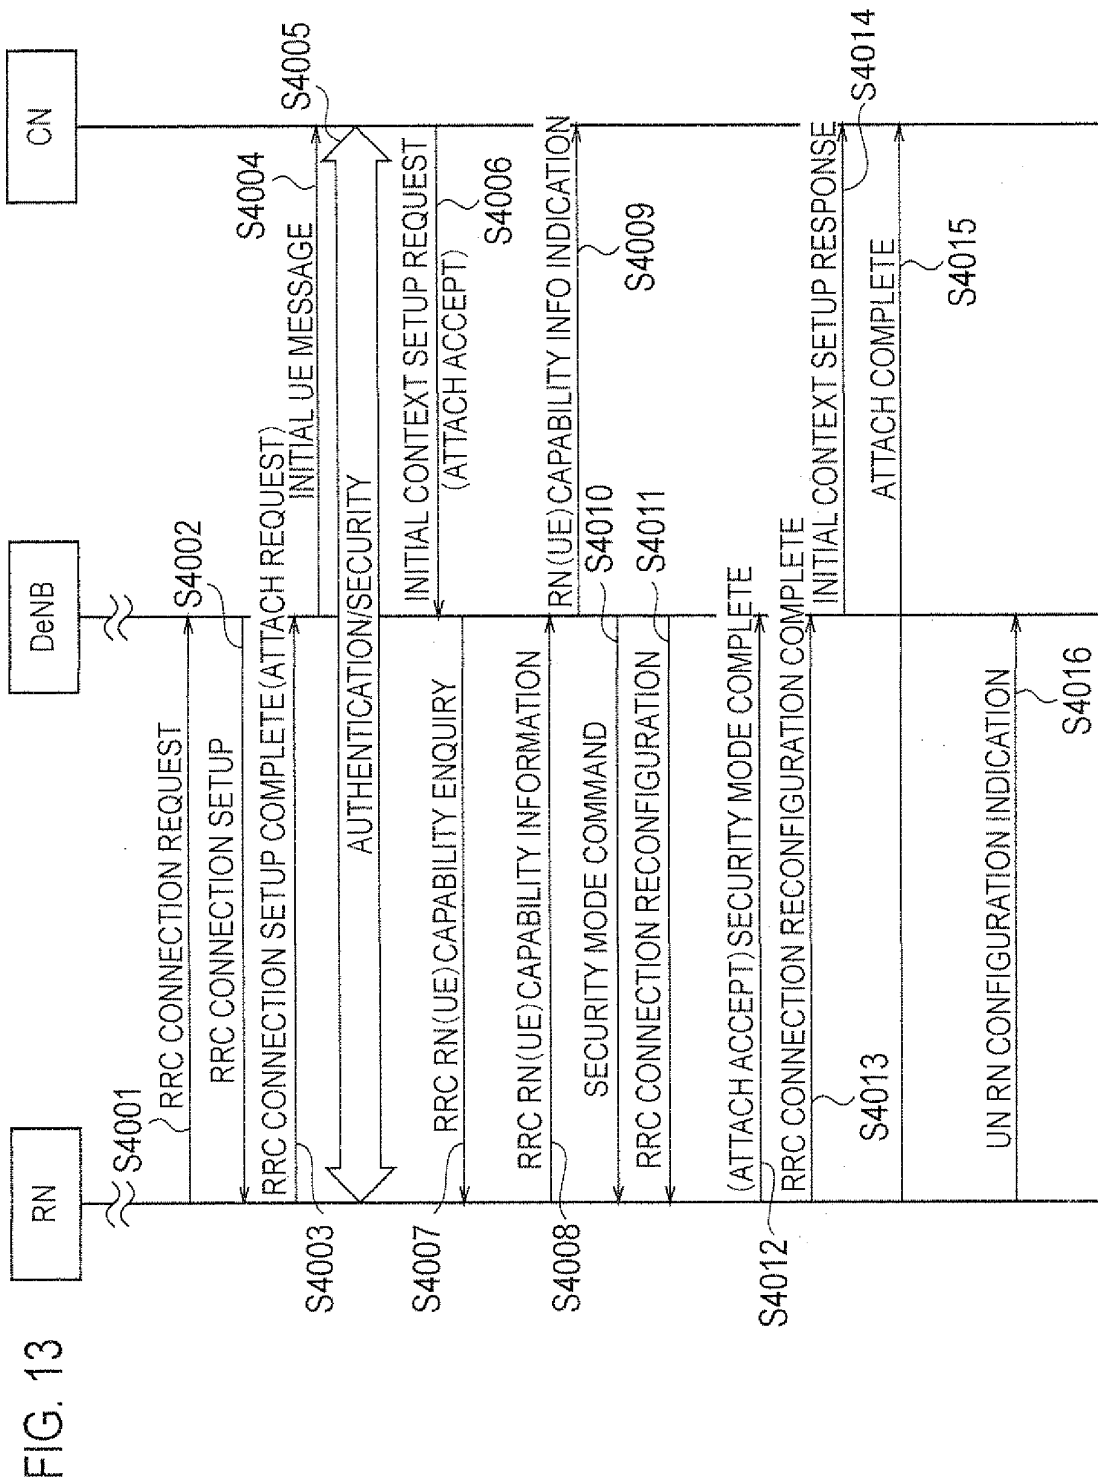 FIG. 13
RN
DeNB
CN
S4001
RRC CONNECTION REQUEST
RRC CONNECTION SETUP
S4002
RRC CONNECTION SETUP COMPLETE(ATTACH REQUEST)
S4003
INITIAL UE MESSAGE
S4004
AUTHENTICATION/SECURITY
S4005
INITIAL CONTEXT SETUP REQUEST
(ATTACH ACCEPT)
S4006
RRC RN(UE)CAPABILITY ENQUIRY
S4007
RRC RN(UE)CAPABILITY INFORMATION
S4008
RN(UE)CAPABILITY INFO INDICATION
S4009
SECURITY MODE COMMAND
S4010
RRC CONNECTION RECONFIGURATION
S4011
(ATTACH ACCEPT)SECURITY MODE COMPLETE
S4012
RRC CONNECTION RECONFIGURATION COMPLETE
S4013
INITIAL CONTEXT SETUP RESPONSE
S4014
ATTACH COMPLETE
S4015
UN RN CONFIGURATION INDICATION
S4016